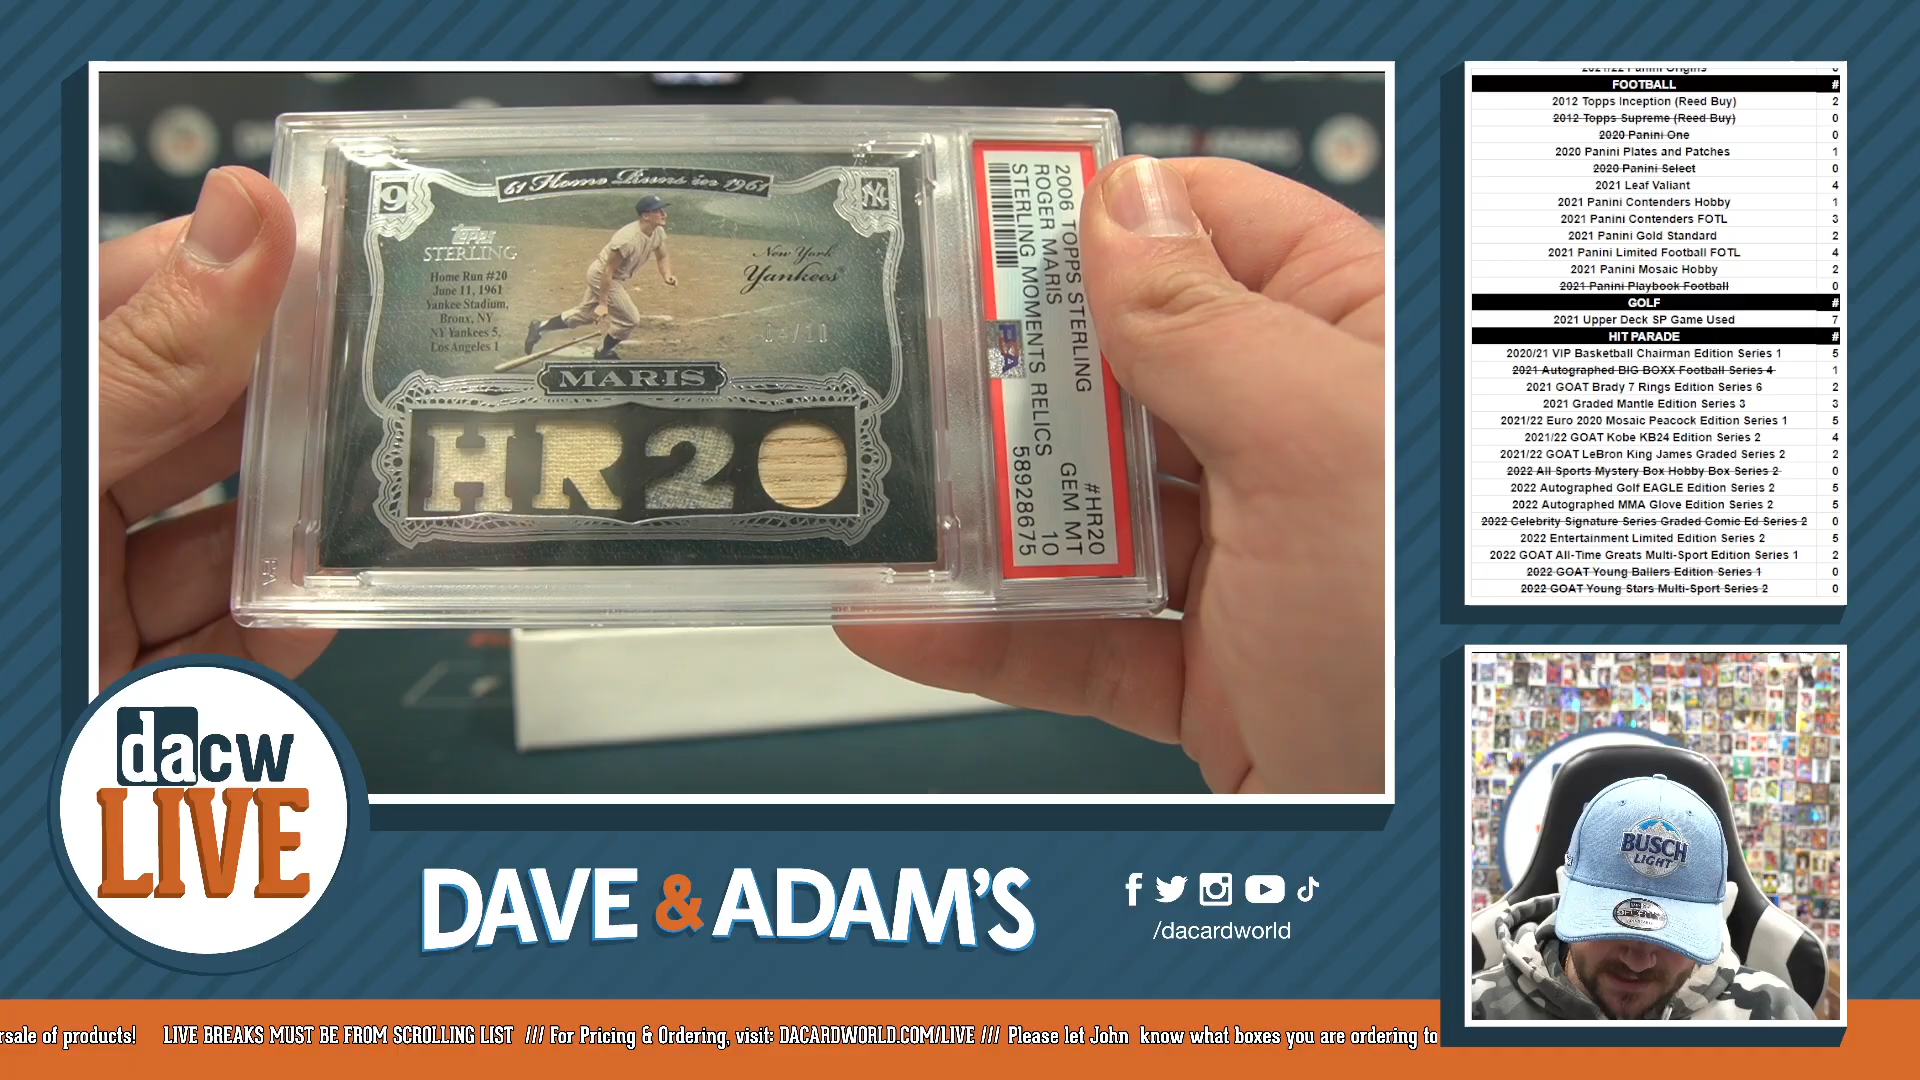 61 Home Runs in 1961
9
NY
Topps
STERLING
Home Run #20
June 11, 1961
Yankee Stadium,
Bronx, NY
NY Yankees 5,
Los Angeles 1
New York
Yankees
MARIS
HR20
2006 TOPPS STERLING #HR20
ROGER MARIS GEM MT
STERLING MOMENTS RELICS 10
58928675
PSA
dacw
LIVE
DAVE & ADAM'S
/dacardworld
2021/22 Panini Origins
FOOTBALL #
2012 Topps Inception (Reed Buy) 2
2012 Topps Supreme (Reed Buy) 0
2020 Panini One 0
2020 Panini Plates and Patches 1
2020 Panini Select 0
2021 Leaf Valiant 4
2021 Panini Contenders Hobby 1
2021 Panini Contenders FOTL 3
2021 Panini Gold Standard 2
2021 Panini Limited Football FOTL 4
2021 Panini Mosaic Hobby 2
2021 Panini Playbook Football 0
GOLF #
2021 Upper Deck SP Game Used 7
HIT PARADE #
2020/21 VIP Basketball Chairman Edition Series 1 5
2021 Autographed BIG BOXX Football Series 4 1
2021 GOAT Brady 7 Rings Edition Series 6 2
2021 Graded Mantle Edition Series 3 3
2021/22 Euro 2020 Mosaic Peacock Edition Series 1 5
2021/22 GOAT Kobe KB24 Edition Series 2 4
2021/22 GOAT LeBron King James Graded Series 2 2
2022 All Sports Mystery Box Hobby Box Series 2 0
2022 Autographed Golf EAGLE Edition Series 2 5
2022 Autographed MMA Glove Edition Series 2 5
2022 Celebrity Signature Series Graded Comic Ed Series 2 0
2022 Entertainment Limited Edition Series 2 5
2022 GOAT All-Time Greats Multi-Sport Edition Series 1 2
2022 GOAT Young Ballers Edition Series 1 0
2022 GOAT Young Stars Multi-Sport Series 2 0
BUSCH
LIGHT
rsale of products! LIVE BREAKS MUST BE FROM SCROLLING LIST /// For Pricing & Ordering, visit: DACARDWORLD.COM/LIVE /// Please let John know what boxes you are ordering to